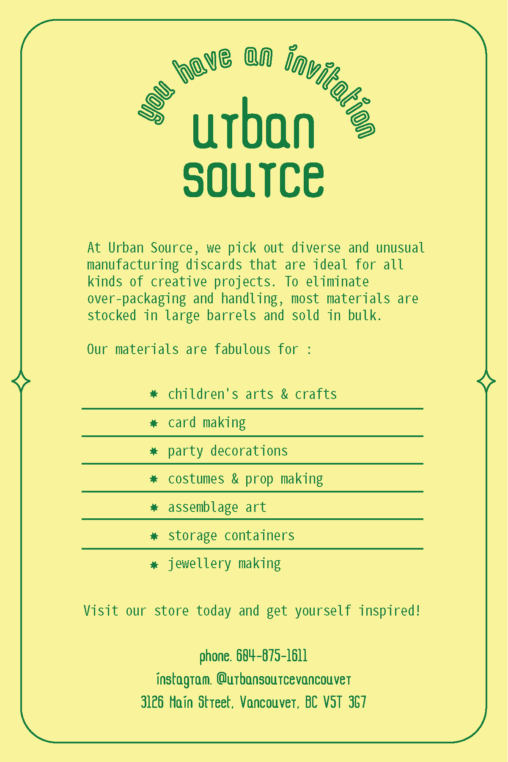 you have an invitation
urban
source
At Urban Source, we pick out diverse and unusual
manufacturing discards that are ideal for all
kinds of creative projects. To eliminate
over-packaging and handling, most materials are
stocked in large barrels and sold in bulk.
Our materials are fabulous for :
children's arts & crafts
card making
party decorations
costumes & prop making
assemblage art
storage containers
jewellery making
Visit our store today and get yourself inspired!
phone. 604-875-1611
instagram. @urbansourcevancouver
3126 Main Street, Vancouver, BC V5T 3G7